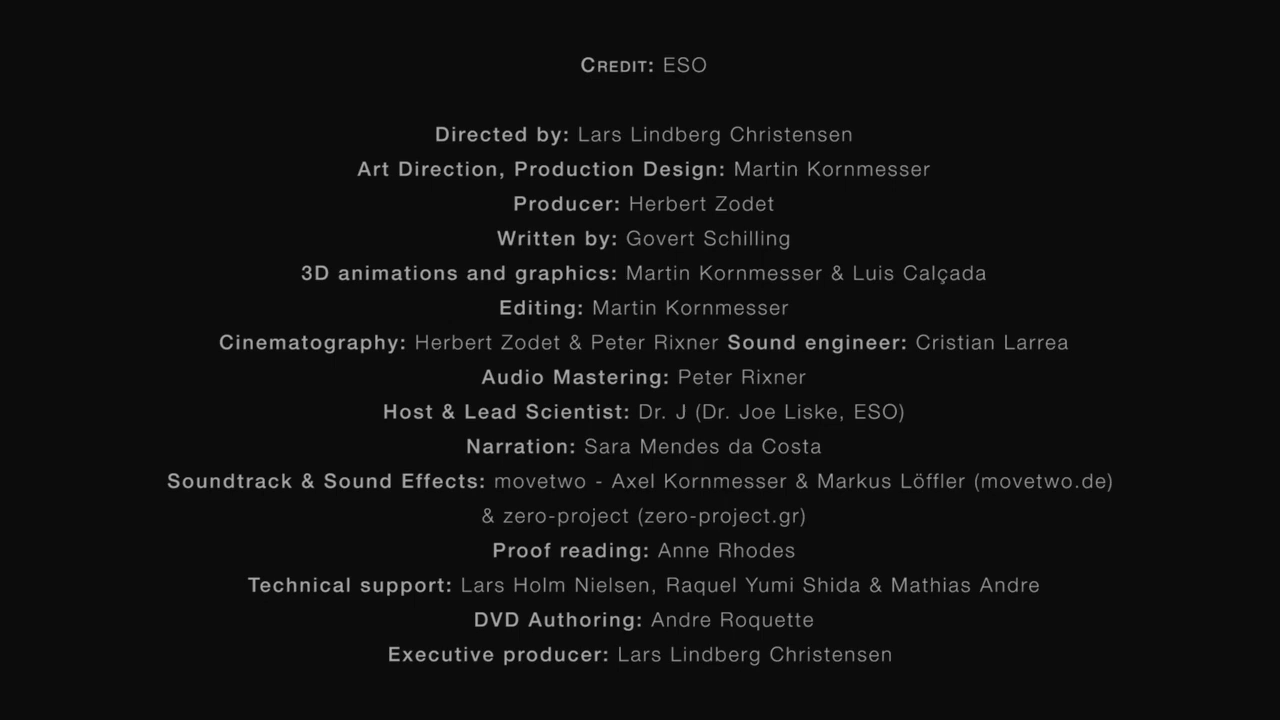 CREDIT: ESO
Directed by: Lars Lindberg Christensen
Art Direction, Production Design: Martin Kornmesser
Producer: Herbert Zodet
Written by: Govert Schilling
3D animations and graphics: Martin Kornmesser & Luis Calçada
Editing: Martin Kornmesser
Cinematography: Herbert Zodet & Peter Rixner Sound engineer: Cristian Larrea
Audio Mastering: Peter Rixner
Host & Lead Scientist: Dr. J (Dr. Joe Liske, ESO)
Narration: Sara Mendes da Costa
Soundtrack & Sound Effects: movetwo - Axel Kornmesser & Markus Löffler (movetwo.de)
& zero-project (zero-project.gr)
Proof reading: Anne Rhodes
Technical support: Lars Holm Nielsen, Raquel Yumi Shida & Mathias Andre
DVD Authoring: Andre Roquette
Executive producer: Lars Lindberg Christensen